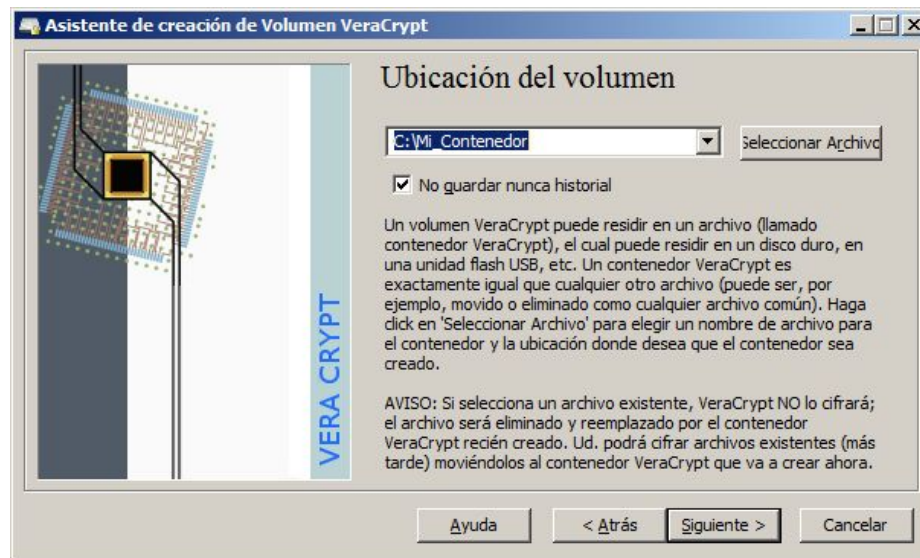 Asistente de creación de Volumen VeraCrypt
Ubicación del volumen
C:\Mi_Contenedor
Seleccionar Archivo
No guardar nunca historial
Un volumen VeraCrypt puede residir en un archivo (llamado
contenedor VeraCrypt), el cual puede residir en un disco duro, en
una unidad flash USB, etc. Un contenedor VeraCrypt es
exactamente igual que cualquier otro archivo (puede ser, por
ejemplo, movido o eliminado como cualquier archivo común). Haga
click en 'Seleccionar Archivo' para elegir un nombre de archivo para
el contenedor y la ubicación donde desea que el contenedor sea
creado.
AVISO: Si selecciona un archivo existente, VeraCrypt NO lo cifrará;
el archivo será eliminado y reemplazado por el contenedor
VeraCrypt recién creado. Ud. podrá cifrar archivos existentes (más
tarde) moviéndolos al contenedor VeraCrypt que va a crear ahora.
VERA CRYPT
Ayuda
< Atrás
Siguiente >
Cancelar